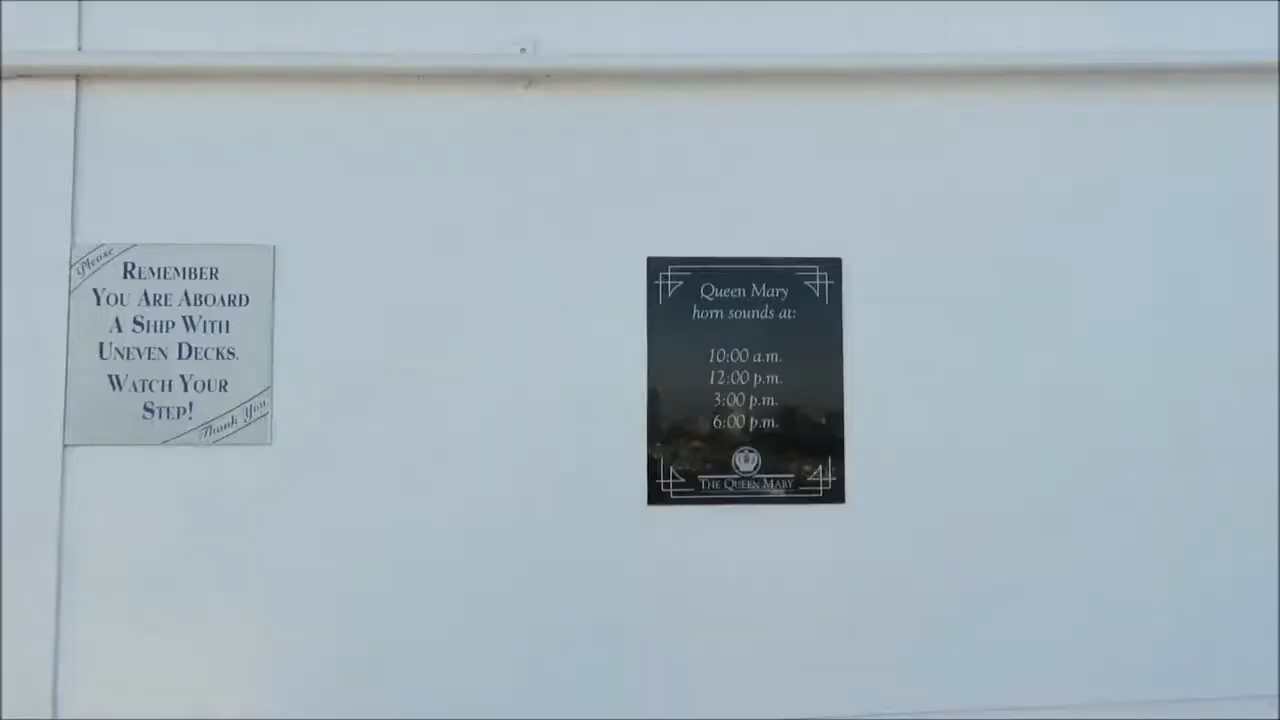 Please
REMEMBER
YOU ARE ABOARD
A SHIP WITH
UNEVEN DECKS.
WATCH YOUR
STEP!
Thank You
Queen Mary
horn sounds at:
10:00 a.m.
12:00 p.m.
3:00 p.m.
6:00 p.m.
THE QUEEN MARY